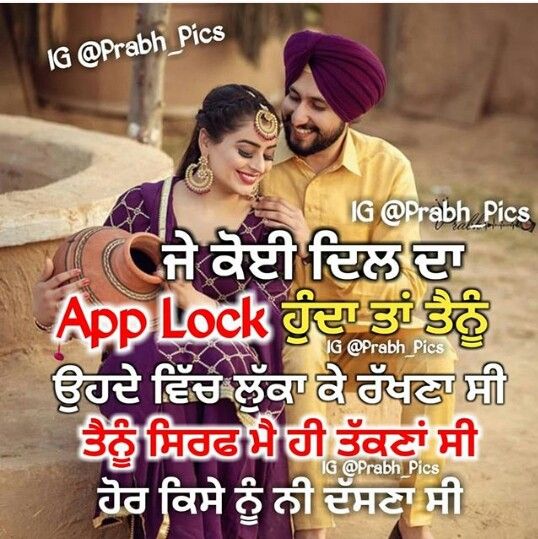 IG @Prabh_Pics
IG @Prabh_Pics
ਜੇ ਕੋਈ ਦਿਲ ਦਾ
App Lock ਹੁੰਦਾ ਤਾਂ ਤੈਨੂੰ
IG @Prabh_Pics
ਉਹਦੇ ਵਿੱਚ ਲੁੱਕਾ ਕੇ ਰੱਖਣਾ ਸੀ
ਤੈਨੂੰ ਸਿਰਫ ਮੈ ਹੀ ਤੱਕਣਾਂ ਸੀ
IG @Prabh_Pics
ਹੋਰ ਕਿਸੇ ਨੂੰ ਨੀ ਦੱਸਣਾ ਸੀ